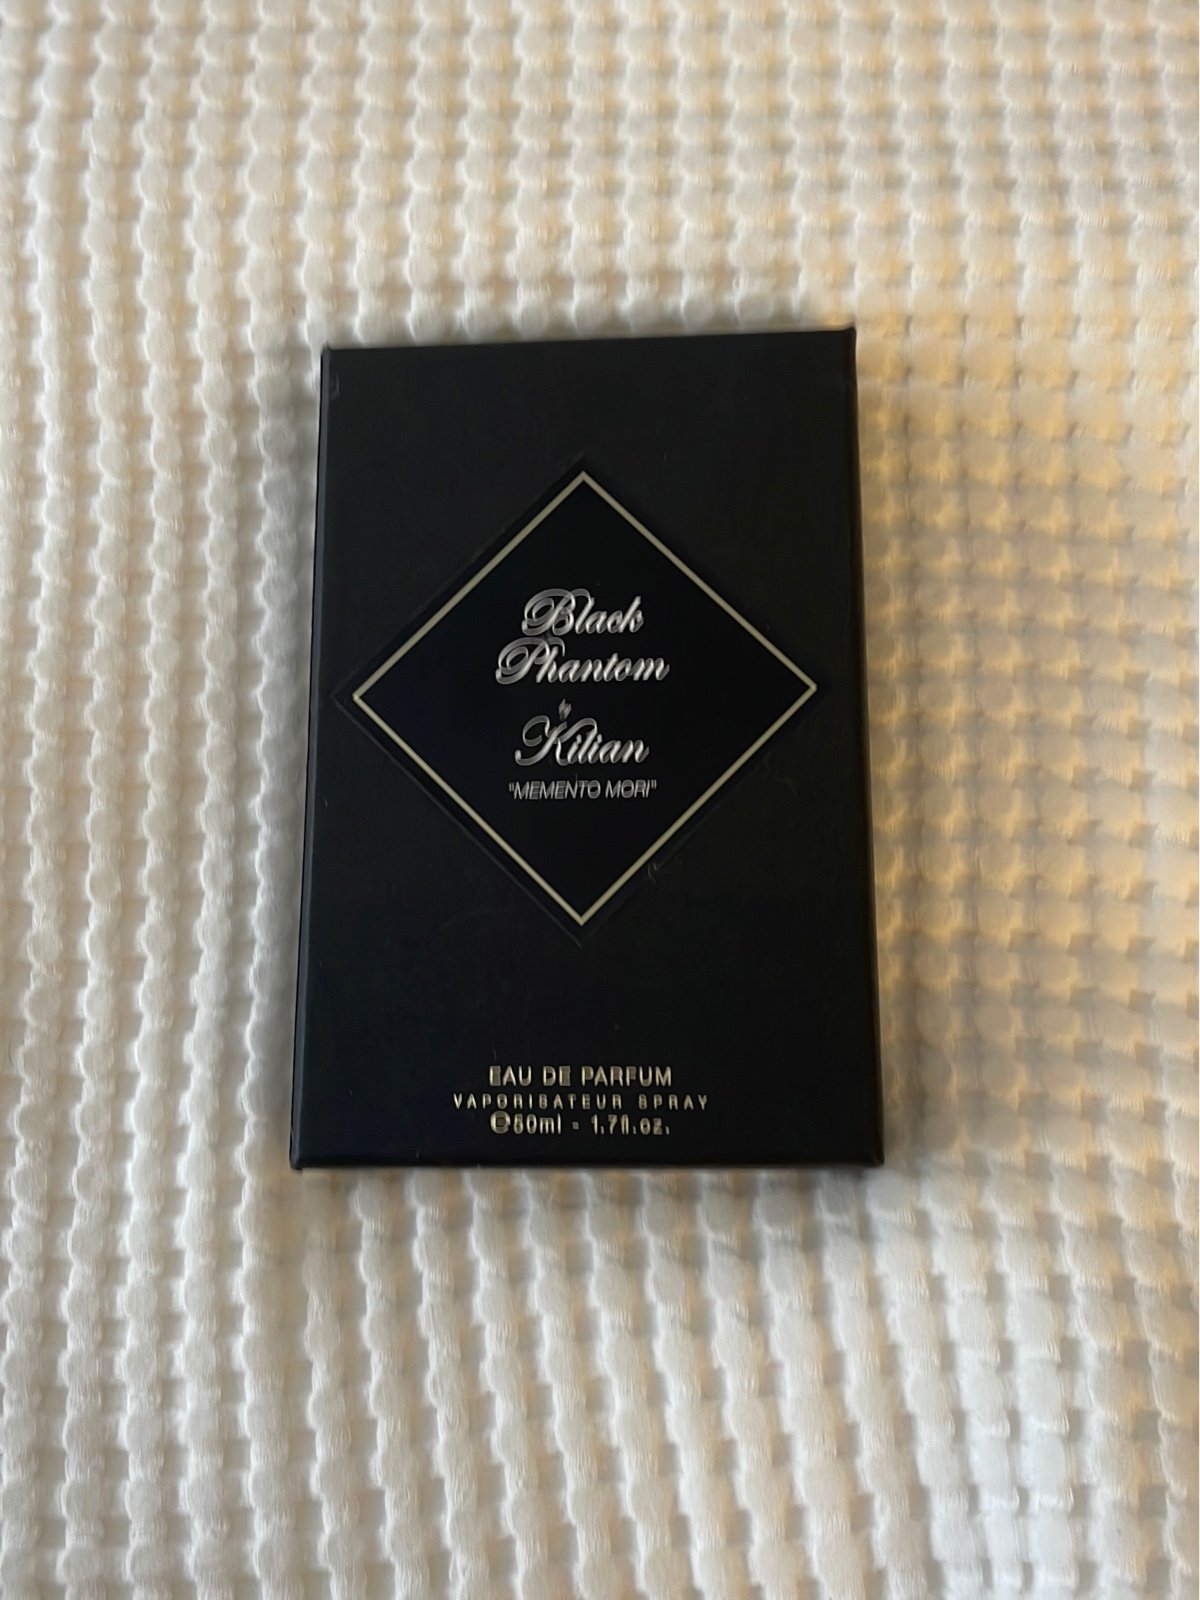 Black
Phantom
by
Kilian
"MEMENTO MORI"
EAU DE PARFUM
VAPORISATEUR SPRAY
℮50ml - 1.7fl.oz.